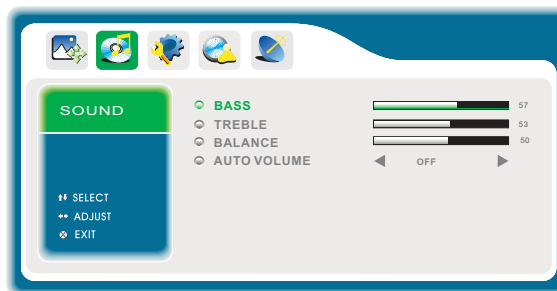 SOUND
SELECT
ADJUST
EXIT
BASS 57
TREBLE 53
BALANCE 50
AUTO VOLUME OFF